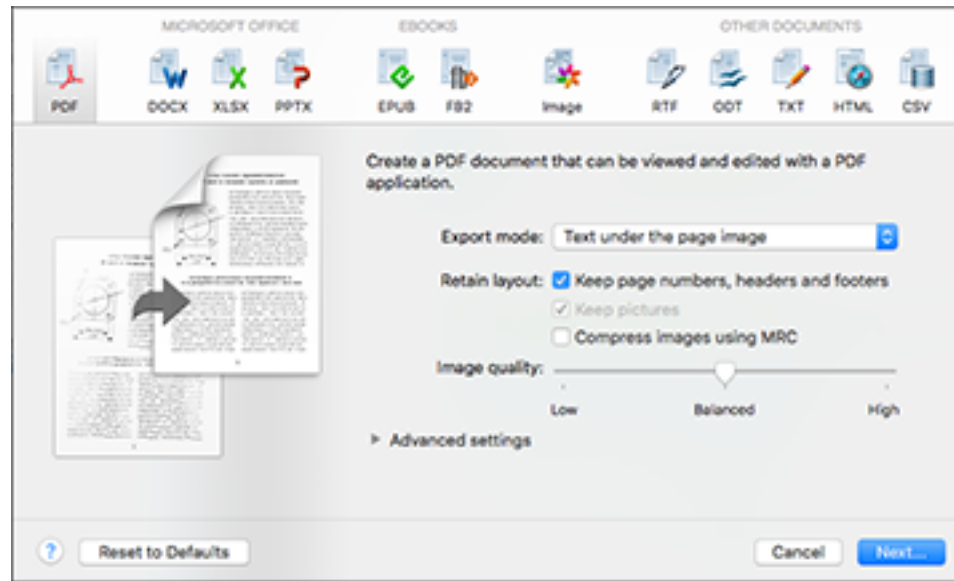 MICROSOFT OFFICE EBOOKS OTHER DOCUMENTS
PDF DOCX XLSX PPTX EPUB FB2 Image RTF ODT TXT HTML CSV
Create a PDF document that can be viewed and edited with a PDF
application.
Export mode: Text under the page image
Retain layout: Keep page numbers, headers and footers
Keep pictures
Compress images using MRC
Image quality:
Low Balanced High
Advanced settings
? Reset to Defaults Cancel Next...